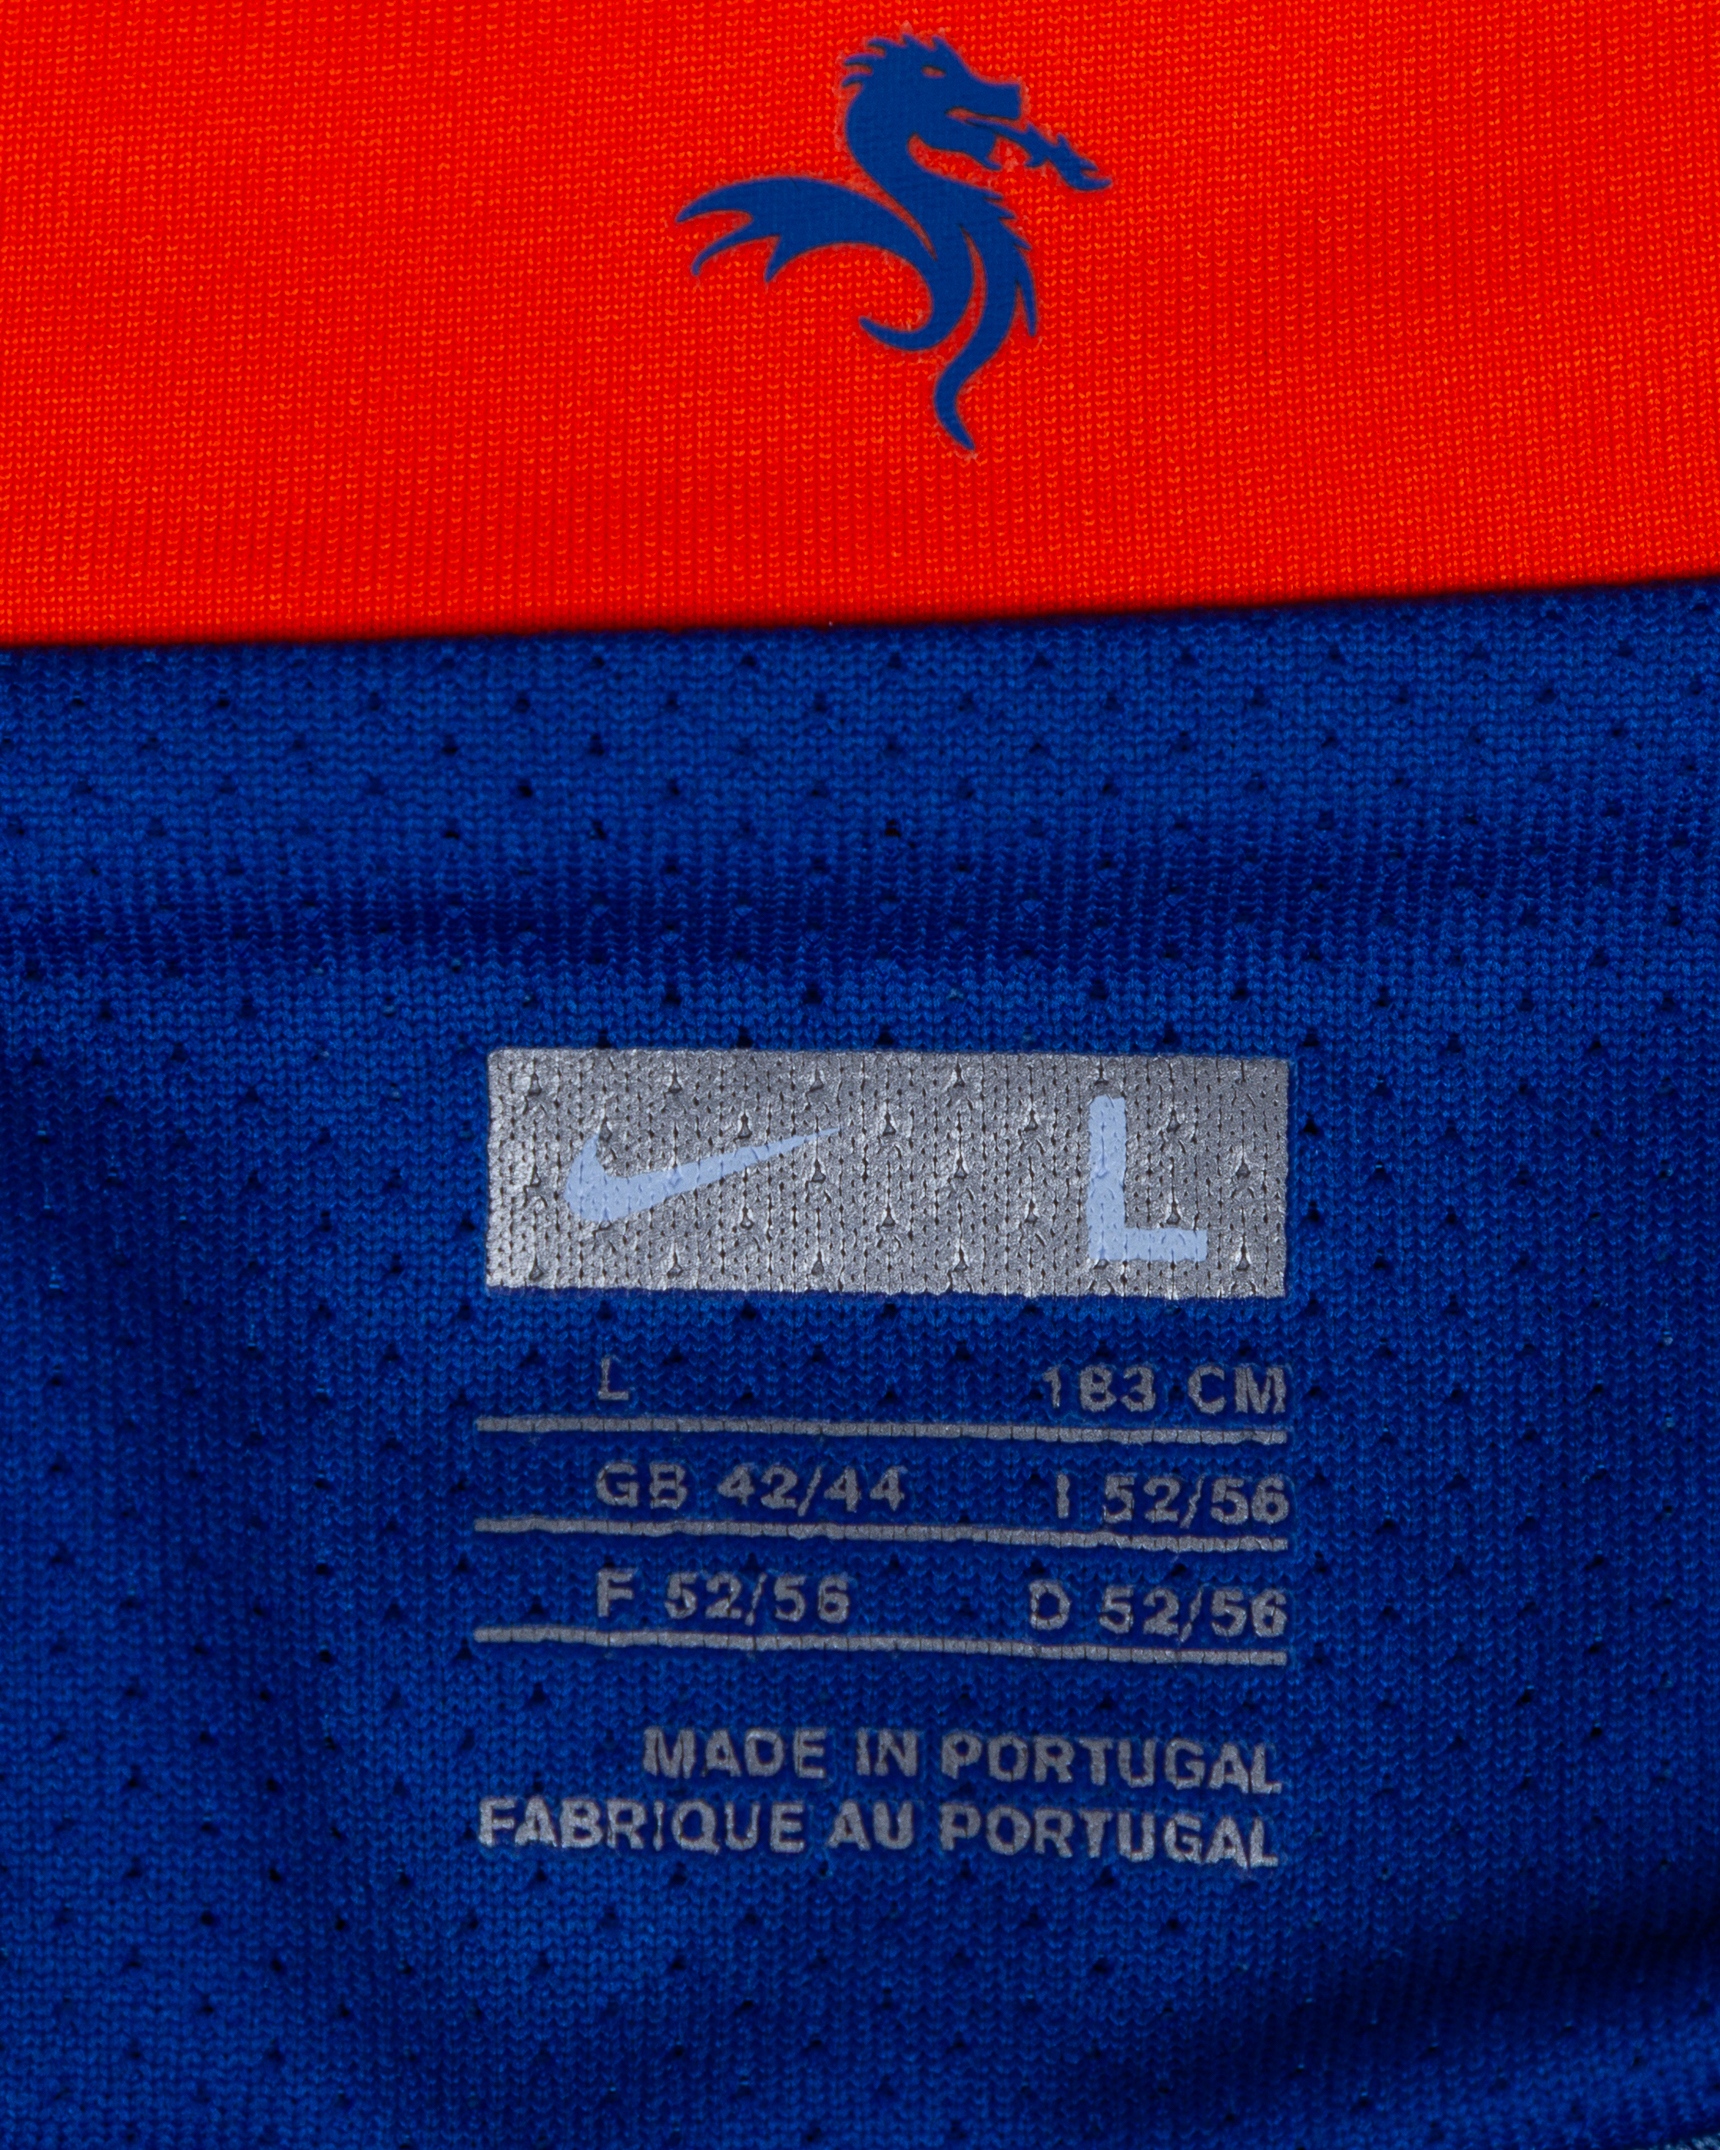 L
L 183 CM
GB 42/44 I 52/56
F 52/56 D 52/56
MADE IN PORTUGAL
FABRIQUE AU PORTUGAL